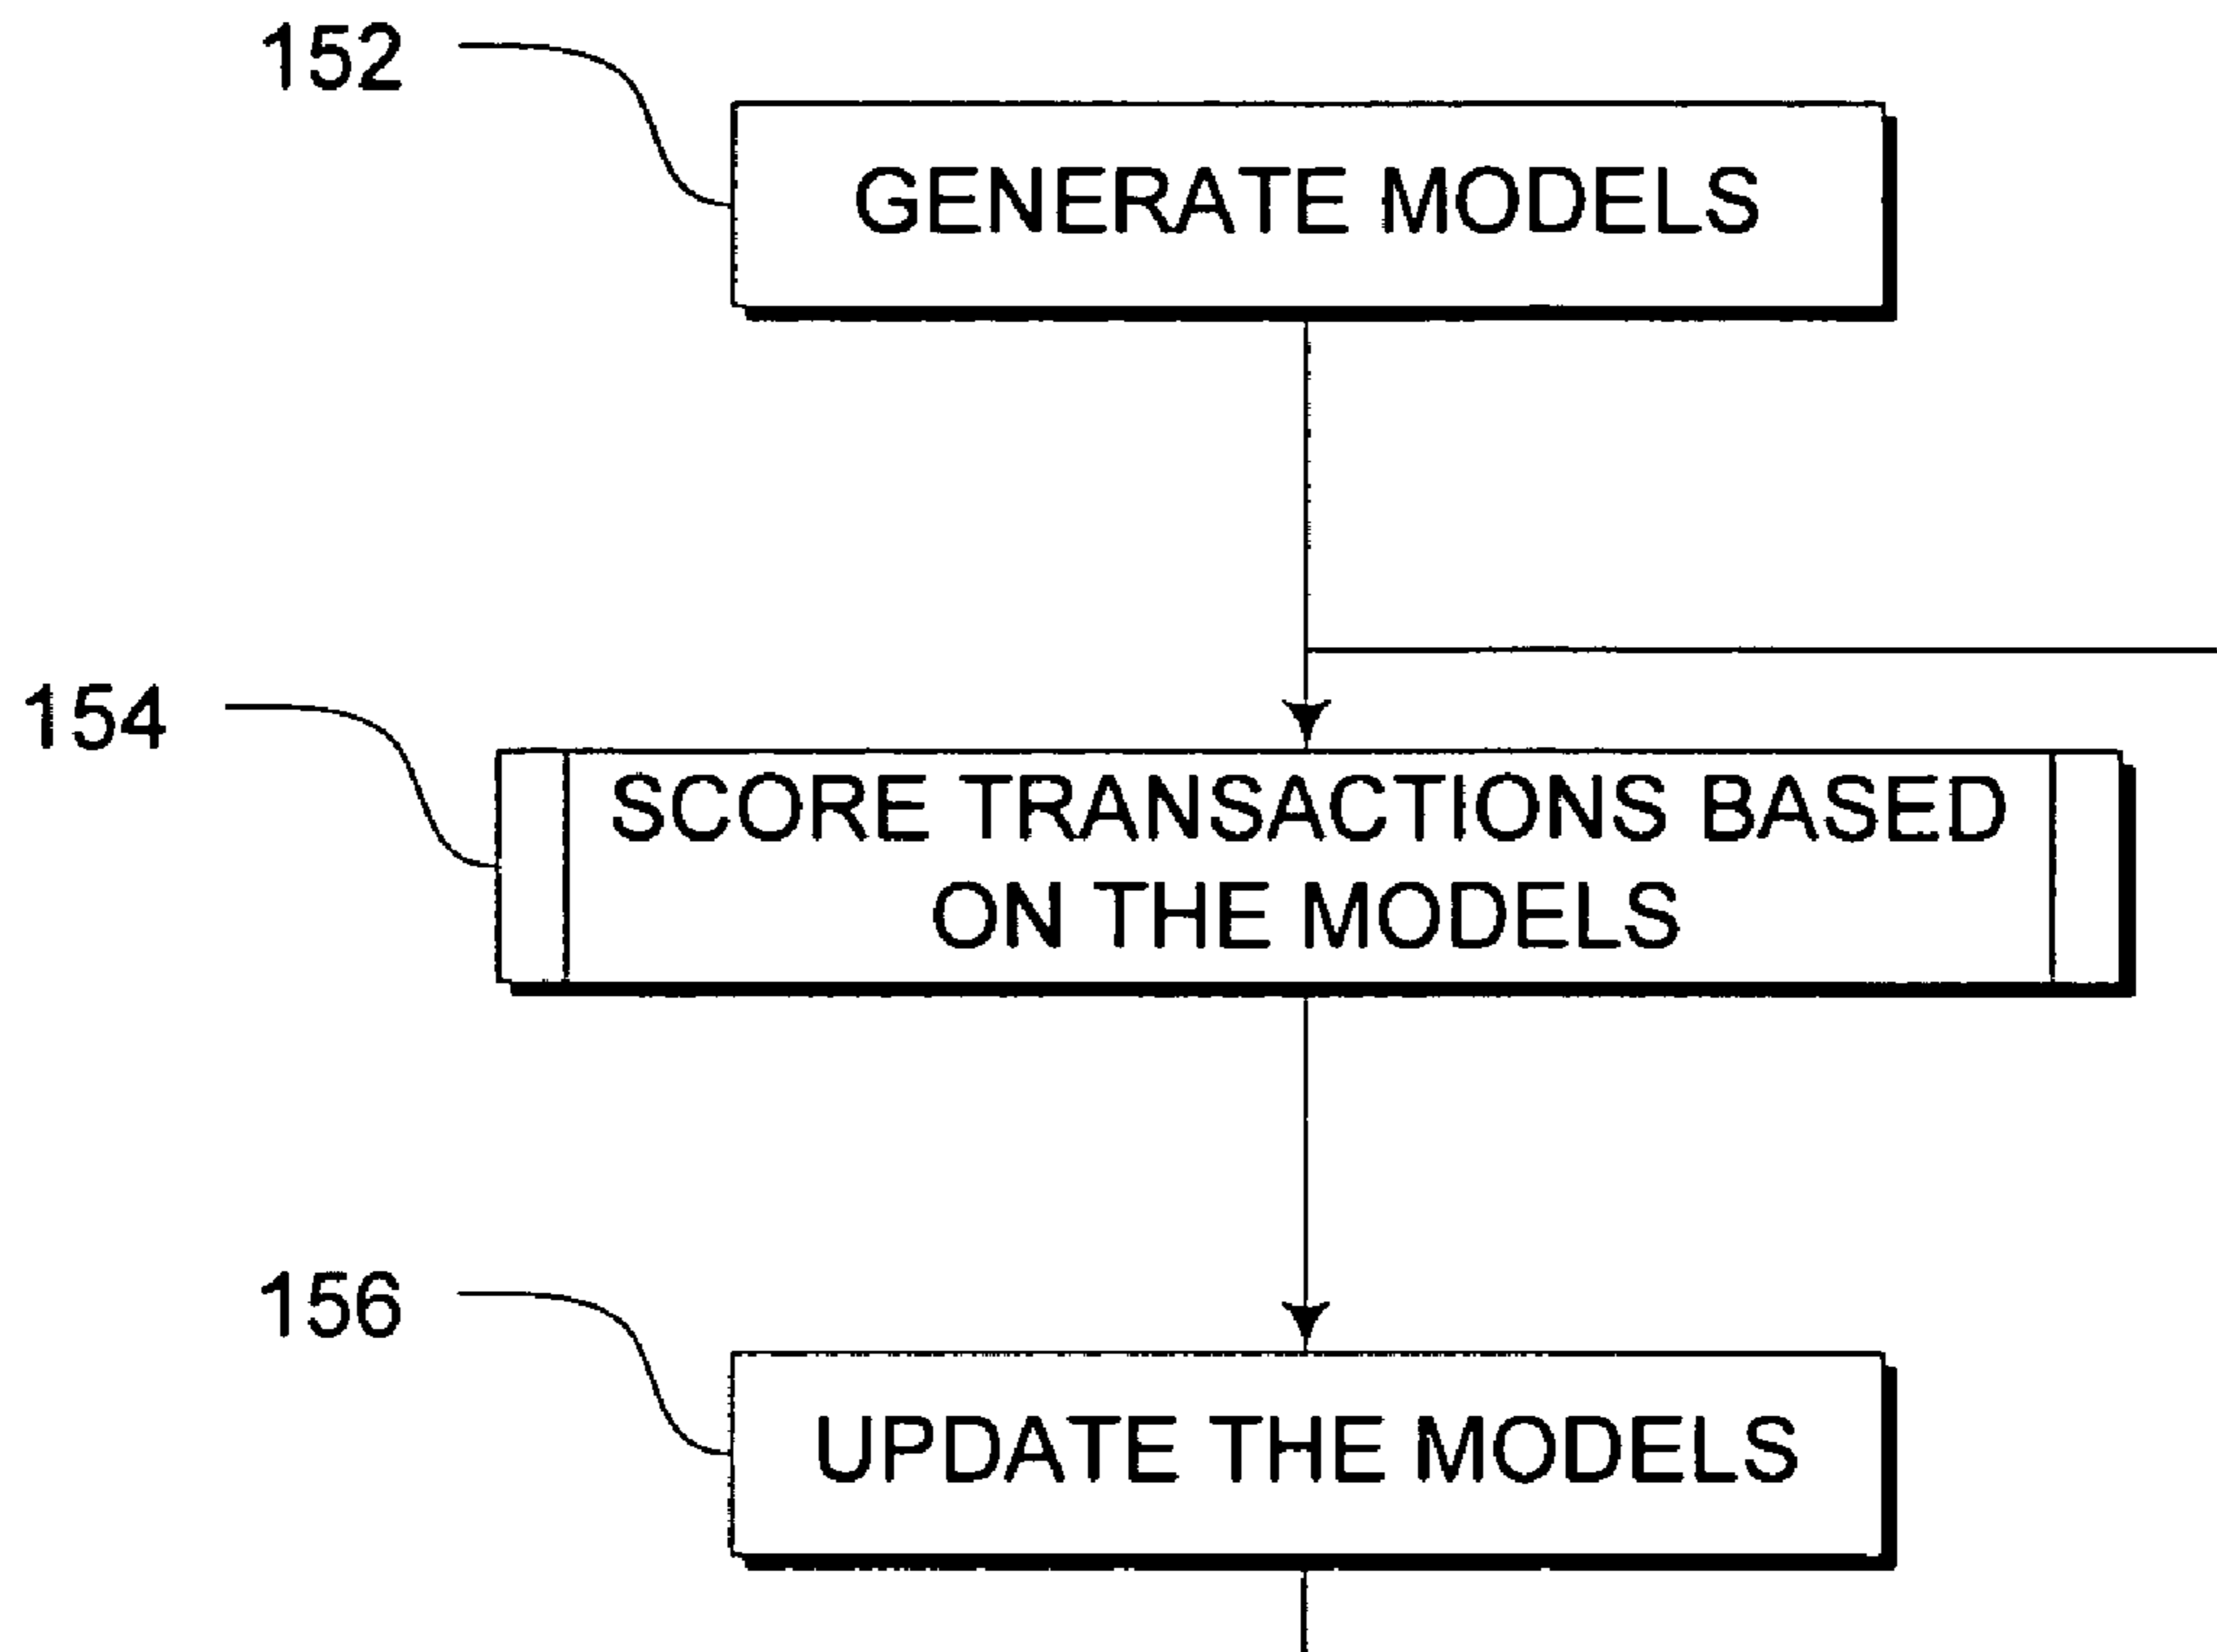 152
GENERATE MODELS
154
SCORE TRANSACTIONS BASED
ON THE MODELS
156
UPDATE THE MODELS